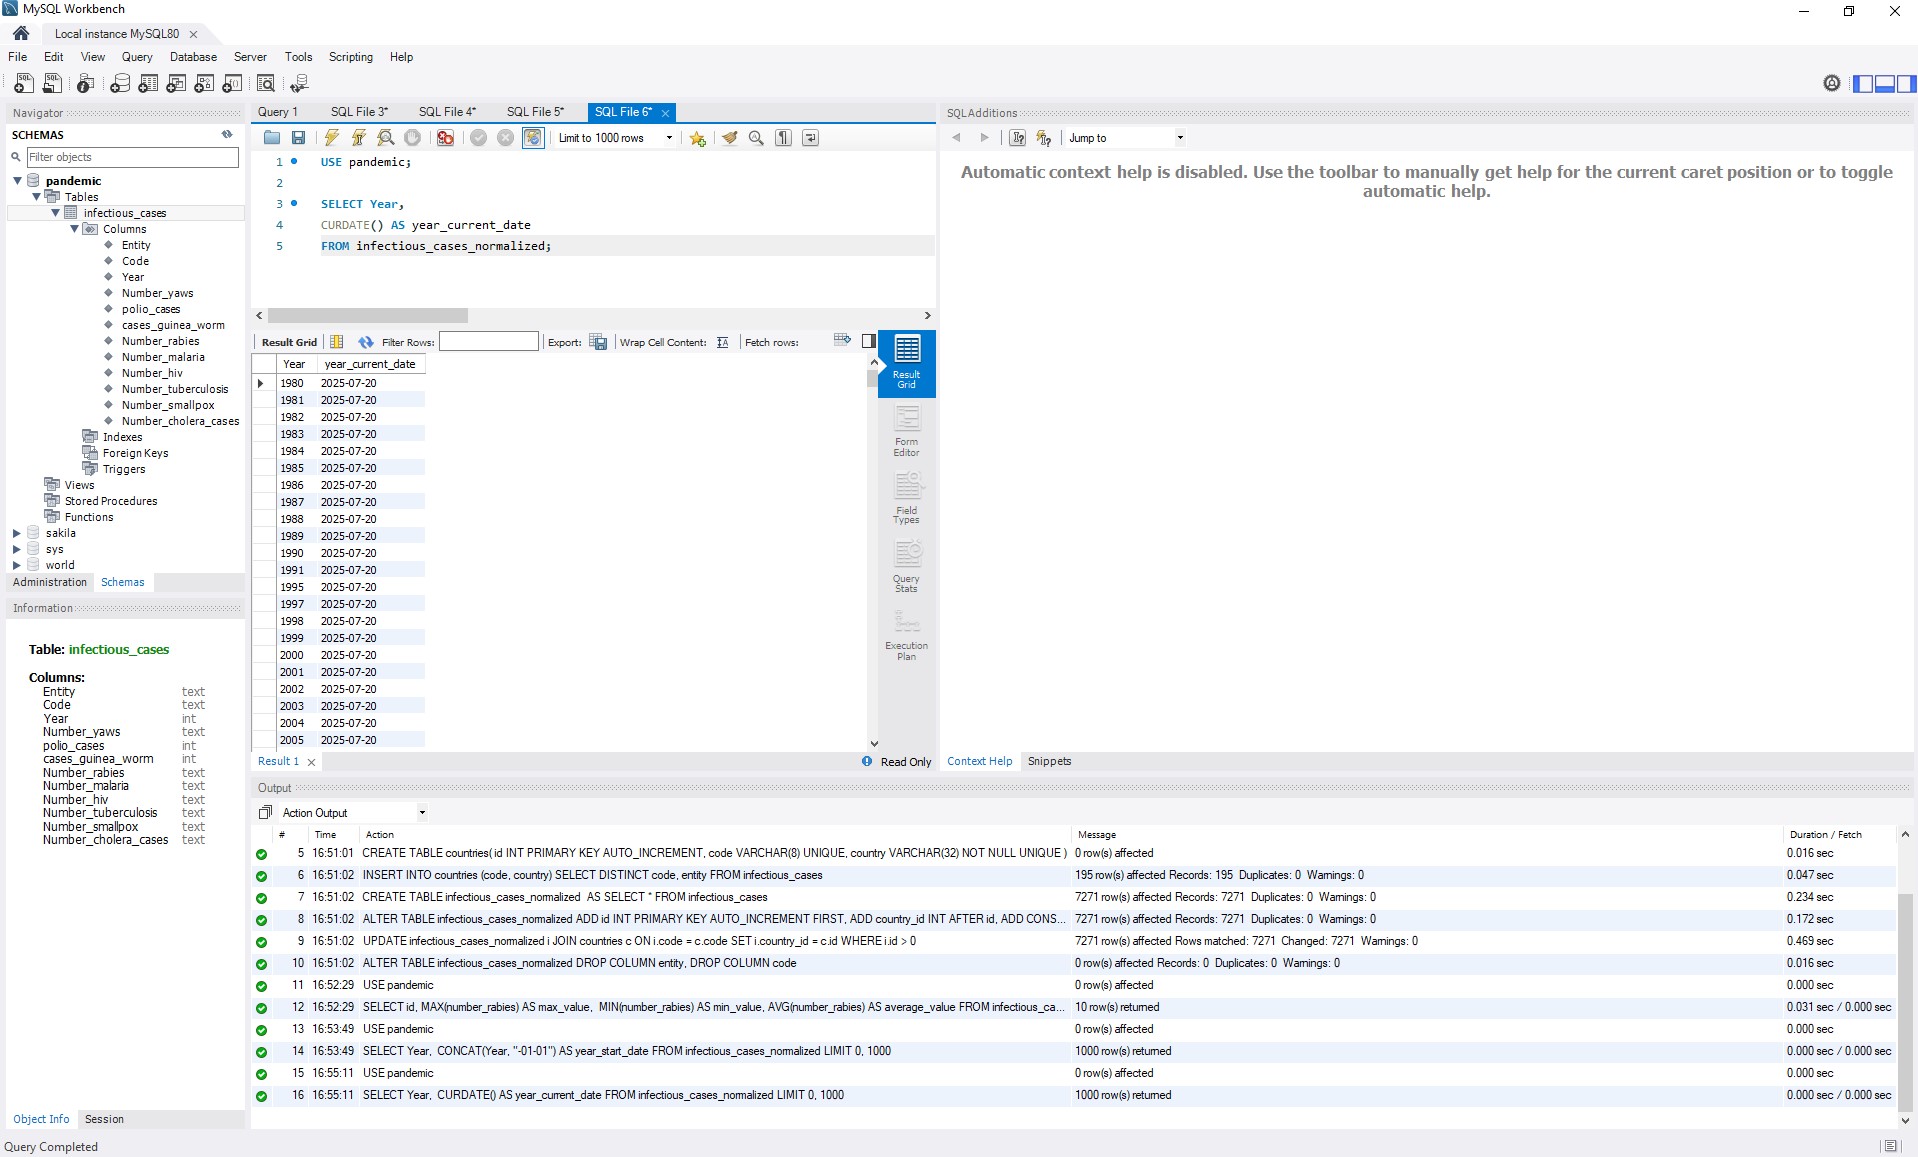 MySQL Workbench
Local instance MySQL80
File Edit View Query Database Server Tools Scripting Help
Navigator
SCHEMAS
Filter objects
pandemic
Tables
infectious_cases
Columns
Entity
Code
Year
Number_yaws
polio_cases
cases_guinea_worm
Number_rabies
Number_malaria
Number_hiv
Number_tuberculosis
Number_smallpox
Number_cholera_cases
Indexes
Foreign Keys
Triggers
Views
Stored Procedures
Functions
sakila
sys
world
Administration Schemas
Information
Table: infectious_cases
Columns:
Entity text
Code text
Year int
Number_yaws text
polio_cases int
cases_guinea_worm int
Number_rabies text
Number_malaria text
Number_hiv text
Number_tuberculosis text
Number_smallpox text
Number_cholera_cases text
Object Info Session
Query Completed
Query 1 SQL File 3* SQL File 4* SQL File 5* SQL File 6*
Limit to 1000 rows
1 USE pandemic;
2
3 SELECT Year,
4 CURDATE() AS year_current_date
5 FROM infectious_cases_normalized;
Result Grid Filter Rows: Export: Wrap Cell Content: Fetch rows:
Year year_current_date
1980 2025-07-20
1981 2025-07-20
1982 2025-07-20
1983 2025-07-20
1984 2025-07-20
1985 2025-07-20
1986 2025-07-20
1987 2025-07-20
1988 2025-07-20
1989 2025-07-20
1990 2025-07-20
1991 2025-07-20
1995 2025-07-20
1997 2025-07-20
1998 2025-07-20
1999 2025-07-20
2000 2025-07-20
2001 2025-07-20
2002 2025-07-20
2003 2025-07-20
2004 2025-07-20
2005 2025-07-20
Result
Grid
Form
Editor
Field
Types
Query
Stats
Execution
Plan
Result 1 Read Only
SQLAdditions
Jump to
Automatic context help is disabled. Use the toolbar to manually get help for the current caret position or to toggle
automatic help.
Context Help Snippets
Output
Action Output
# Time Action Message Duration / Fetch
5 16:51:01 CREATE TABLE countries( id INT PRIMARY KEY AUTO_INCREMENT, code VARCHAR(8) UNIQUE, country VARCHAR(32) NOT NULL UNIQUE ) 0 row(s) affected 0.016 sec
6 16:51:02 INSERT INTO countries (code, country) SELECT DISTINCT code, entity FROM infectious_cases 195 row(s) affected Records: 195 Duplicates: 0 Warnings: 0 0.047 sec
7 16:51:02 CREATE TABLE infectious_cases_normalized AS SELECT * FROM infectious_cases 7271 row(s) affected Records: 7271 Duplicates: 0 Warnings: 0 0.234 sec
8 16:51:02 ALTER TABLE infectious_cases_normalized ADD id INT PRIMARY KEY AUTO_INCREMENT FIRST, ADD country_id INT AFTER id, ADD CONS... 7271 row(s) affected Records: 7271 Duplicates: 0 Warnings: 0 0.172 sec
9 16:51:02 UPDATE infectious_cases_normalized i JOIN countries c ON i.code = c.code SET i.country_id = c.id WHERE i.id > 0 7271 row(s) affected Rows matched: 7271 Changed: 7271 Warnings: 0 0.469 sec
10 16:51:02 ALTER TABLE infectious_cases_normalized DROP COLUMN entity, DROP COLUMN code 0 row(s) affected Records: 0 Duplicates: 0 Warnings: 0 0.016 sec
11 16:52:29 USE pandemic 0 row(s) affected 0.000 sec
12 16:52:29 SELECT id, MAX(number_rabies) AS max_value, MIN(number_rabies) AS min_value, AVG(number_rabies) AS average_value FROM infectious_ca... 10 row(s) returned 0.031 sec / 0.000 sec
13 16:53:49 USE pandemic 0 row(s) affected 0.000 sec
14 16:53:49 SELECT Year, CONCAT(Year, "-01-01") AS year_start_date FROM infectious_cases_normalized LIMIT 0, 1000 1000 row(s) returned 0.000 sec / 0.000 sec
15 16:55:11 USE pandemic 0 row(s) affected 0.000 sec
16 16:55:11 SELECT Year, CURDATE() AS year_current_date FROM infectious_cases_normalized LIMIT 0, 1000 1000 row(s) returned 0.000 sec / 0.000 sec